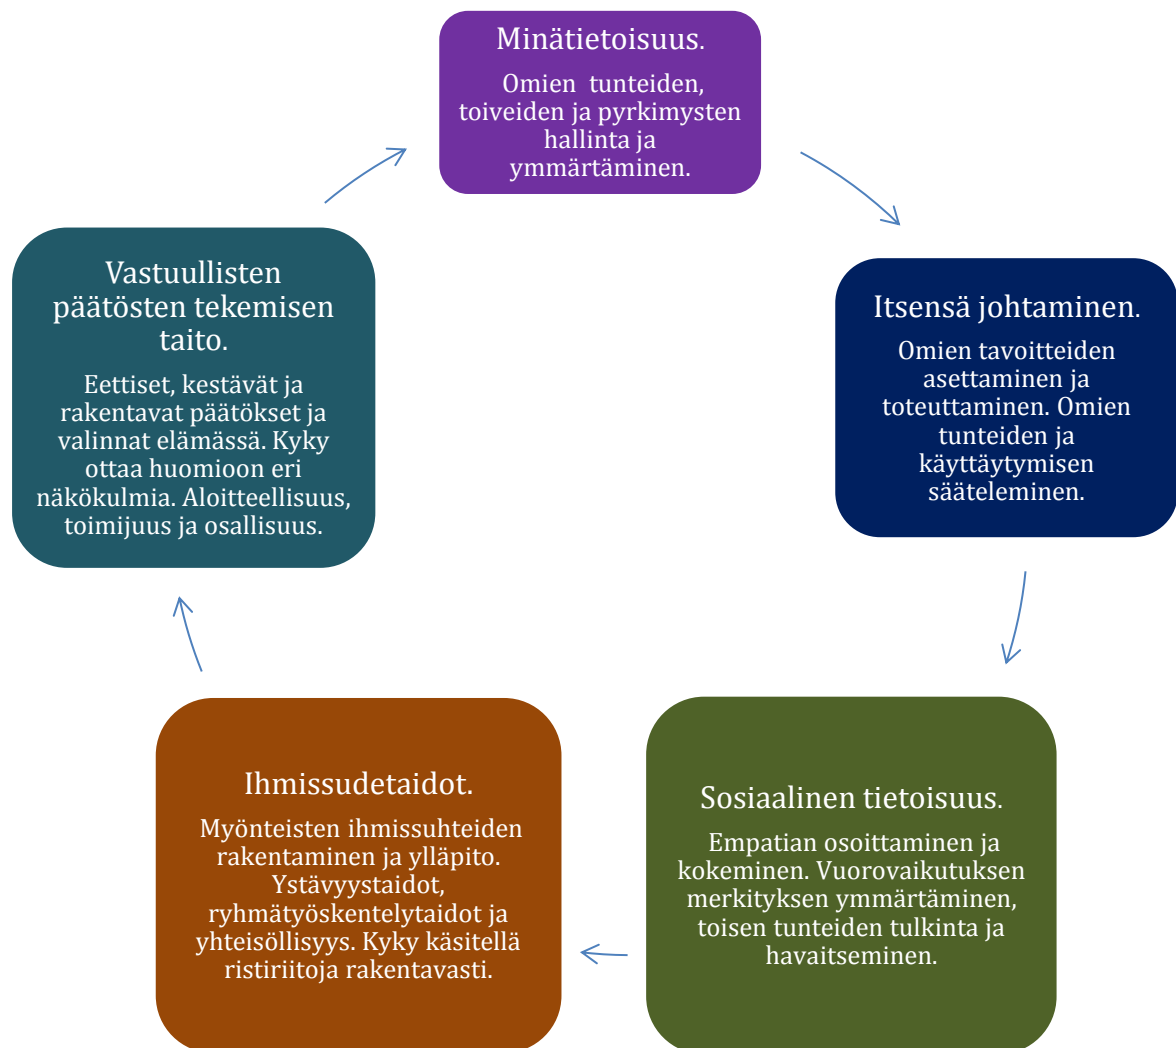 Minätietoisuus.
Omien tunteiden,
toiveiden ja pyrkimysten
hallinta ja
ymmärtäminen.
Itsensä johtaminen.
Omien tavoitteiden
asettaminen ja
toteuttaminen. Omien
tunteiden ja
käyttäytymisen
sääteleminen.
Sosiaalinen tietoisuus.
Empatian osoittaminen ja
kokeminen. Vuorovaikutuksen
merkityksen ymmärtäminen,
toisen tunteiden tulkinta ja
havaitseminen.
Ihmissudetaidot.
Myönteisten ihmissuhteiden
rakentaminen ja ylläpito.
Ystävyystaidot,
ryhmätyöskentelytaidot ja
yhteisöllisyys. Kyky käsitellä
ristiriitoja rakentavasti.
Vastuullisten
päätösten tekemisen
taito.
Eettiset, kestävät ja
rakentavat päätökset ja
valinnat elämässä. Kyky
ottaa huomioon eri
näkökulmia. Aloitteellisuus,
toimijuus ja osallisuus.